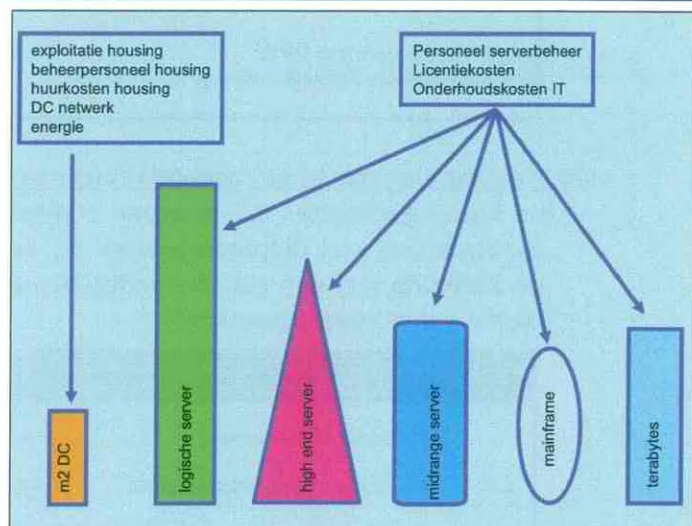 exploitatie housing
beheerpersoneel housing
huurkosten housing
DC netwerk
energie
Personeel serverbeheer
Licentiekosten
Onderhoudskosten IT
m2 DC
logische server
high end server
midrange server
mainframe
terabytes